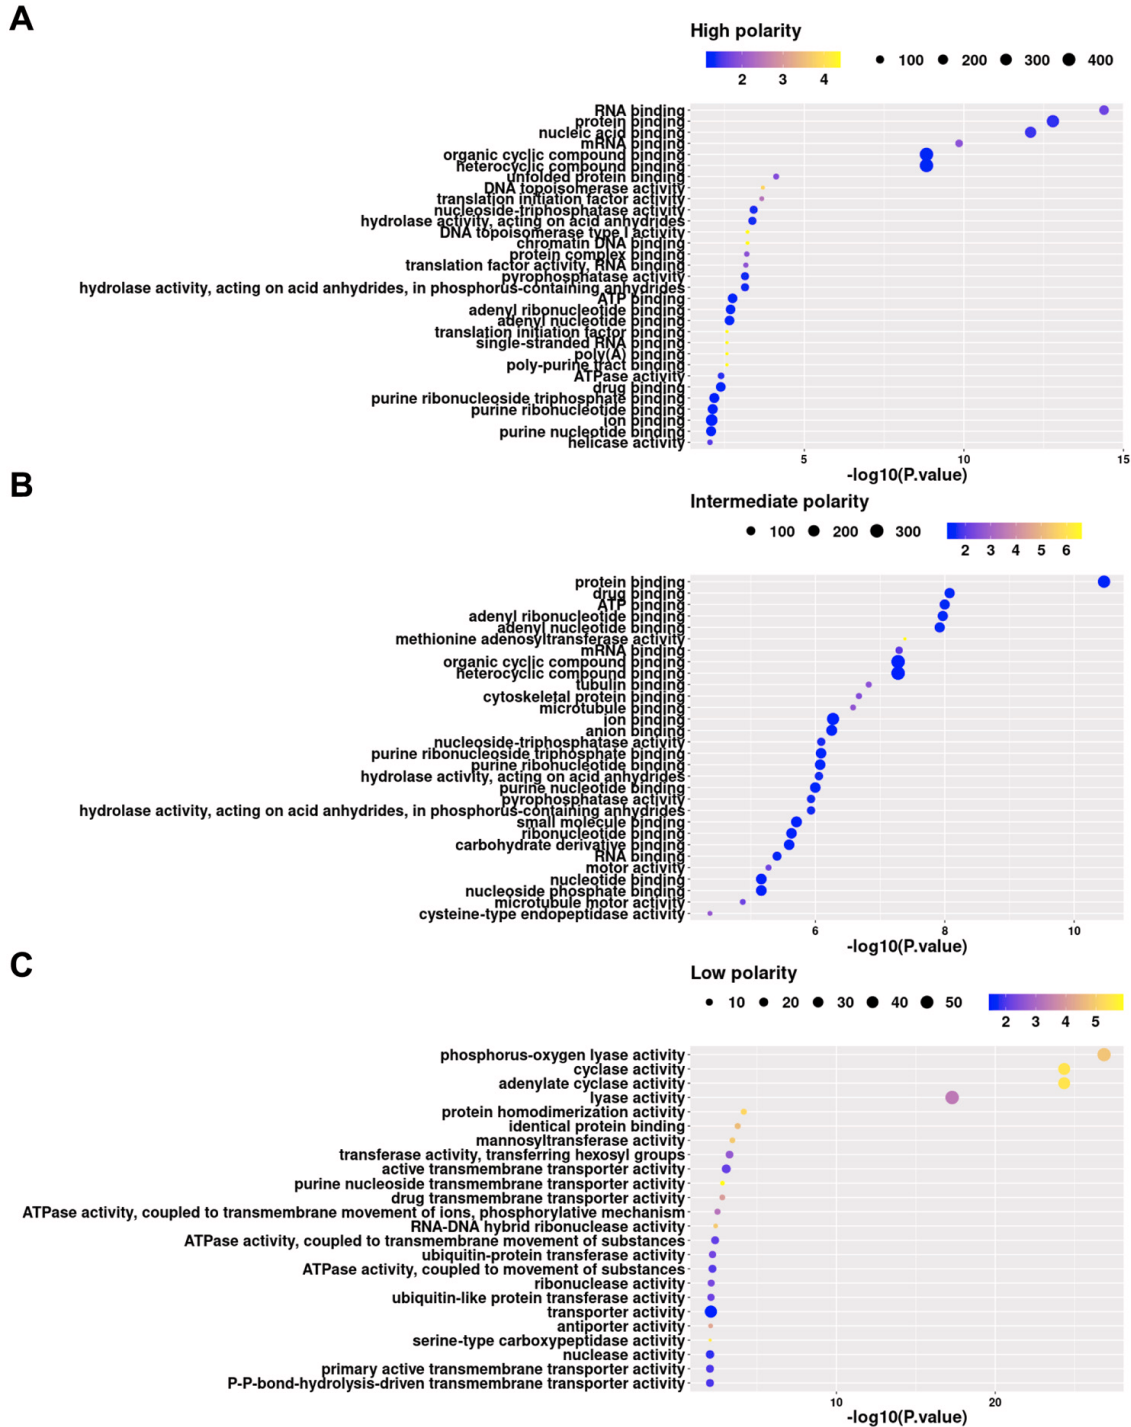 A
High polarity
2 3 4 100 200 300 400
RNA binding
protein binding
nucleic acid binding
mRNA binding
organic cyclic compound binding
heterocyclic compound binding
unfolded protein binding
DNA topoisomerase activity
translation initiation factor activity
nucleoside-triphosphatase activity
hydrolase activity, acting on acid anhydrides
DNA topoisomerase type I activity
chromatin DNA binding
protein complex binding
translation factor activity, RNA binding
pyrophosphatase activity
hydrolase activity, acting on acid anhydrides, in phosphorus-containing anhydrides
ATP binding
adenyl ribonucleotide binding
adenyl nucleotide binding
translation initiation factor binding
single-stranded RNA binding
poly(A) binding
poly-purine tract binding
ATPase activity
drug binding
purine ribonucleoside triphosphate binding
purine ribonucleotide binding
ion binding
purine nucleotide binding
helicase activity
5 10 15
-log10(P.value)
B
Intermediate polarity
100 200 300 2 3 4 5 6
protein binding
drug binding
ATP binding
adenyl ribonucleotide binding
adenyl nucleotide binding
methionine adenosyltransferase activity
mRNA binding
organic cyclic compound binding
heterocyclic compound binding
tubulin binding
cytoskeletal protein binding
microtubule binding
ion binding
anion binding
nucleoside-triphosphatase activity
purine ribonucleoside triphosphate binding
purine ribonucleotide binding
hydrolase activity, acting on acid anhydrides
purine nucleotide binding
pyrophosphatase activity
hydrolase activity, acting on acid anhydrides, in phosphorus-containing anhydrides
small molecule binding
ribonucleotide binding
carbohydrate derivative binding
RNA binding
motor activity
nucleotide binding
nucleoside phosphate binding
microtubule motor activity
cysteine-type endopeptidase activity
6 8 10
-log10(P.value)
C
Low polarity
10 20 30 40 50 2 3 4 5
phosphorus-oxygen lyase activity
cyclase activity
adenylate cyclase activity
lyase activity
protein homodimerization activity
identical protein binding
mannosyltransferase activity
transferase activity, transferring hexosyl groups
active transmembrane transporter activity
purine nucleoside transmembrane transporter activity
drug transmembrane transporter activity
ATPase activity, coupled to transmembrane movement of ions, phosphorylative mechanism
RNA-DNA hybrid ribonuclease activity
ATPase activity, coupled to transmembrane movement of substances
ubiquitin-protein transferase activity
ATPase activity, coupled to movement of substances
ribonuclease activity
ubiquitin-like protein transferase activity
transporter activity
antiporter activity
serine-type carboxypeptidase activity
nuclease activity
primary active transmembrane transporter activity
P-P-bond-hydrolysis-driven transmembrane transporter activity
10 20
-log10(P.value)